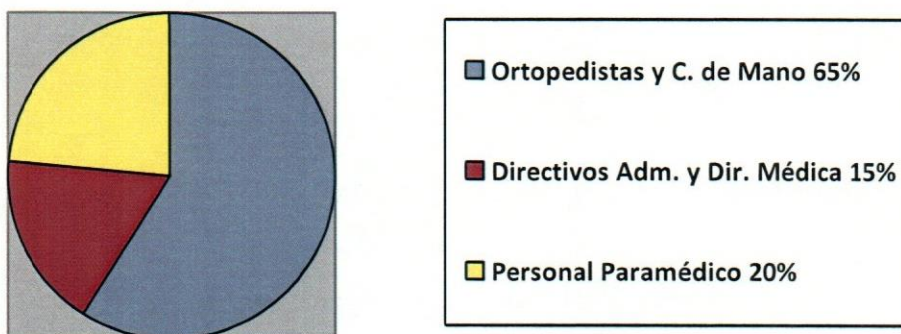 Ortopedistas y C. de Mano 65%
Directivos Adm. y Dir. Médica 15%
Personal Paramédico 20%